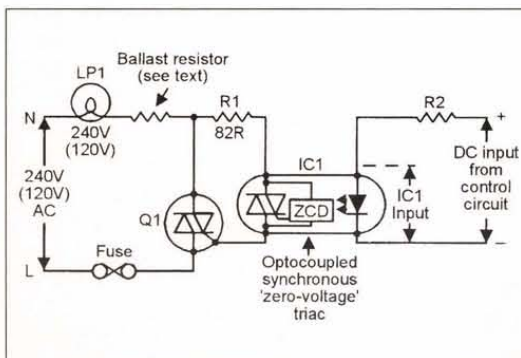 LP1
Ballast resistor
(see text)
R1
82R
R2
N
240V
(120V)
240V
(120V)
AC
IC1
+
DC input
from
control
circuit
IC1
Input
ZCD
Q1
–
Fuse
L
Optocoupled
synchronous
'zero-voltage'
triac